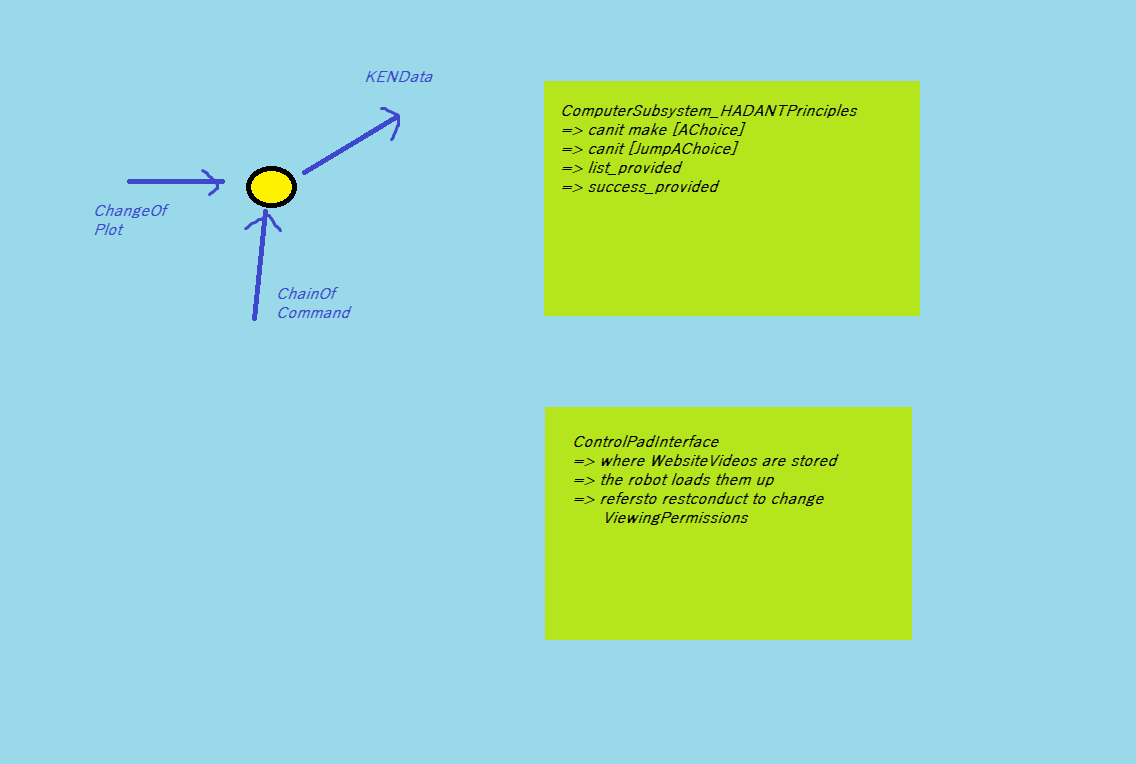 KENData
ChangeOf
Plot
ChainOf
Command
ComputerSubsystem_HADANTPrinciples
=> canit make [AChoice]
=> canit [JumpAChoice]
=> list_provided
=> success_provided
ControlPadInterface
=> where WebsiteVideos are stored
=> the robot loads them up
=> refersto restconduct to change
ViewingPermissions